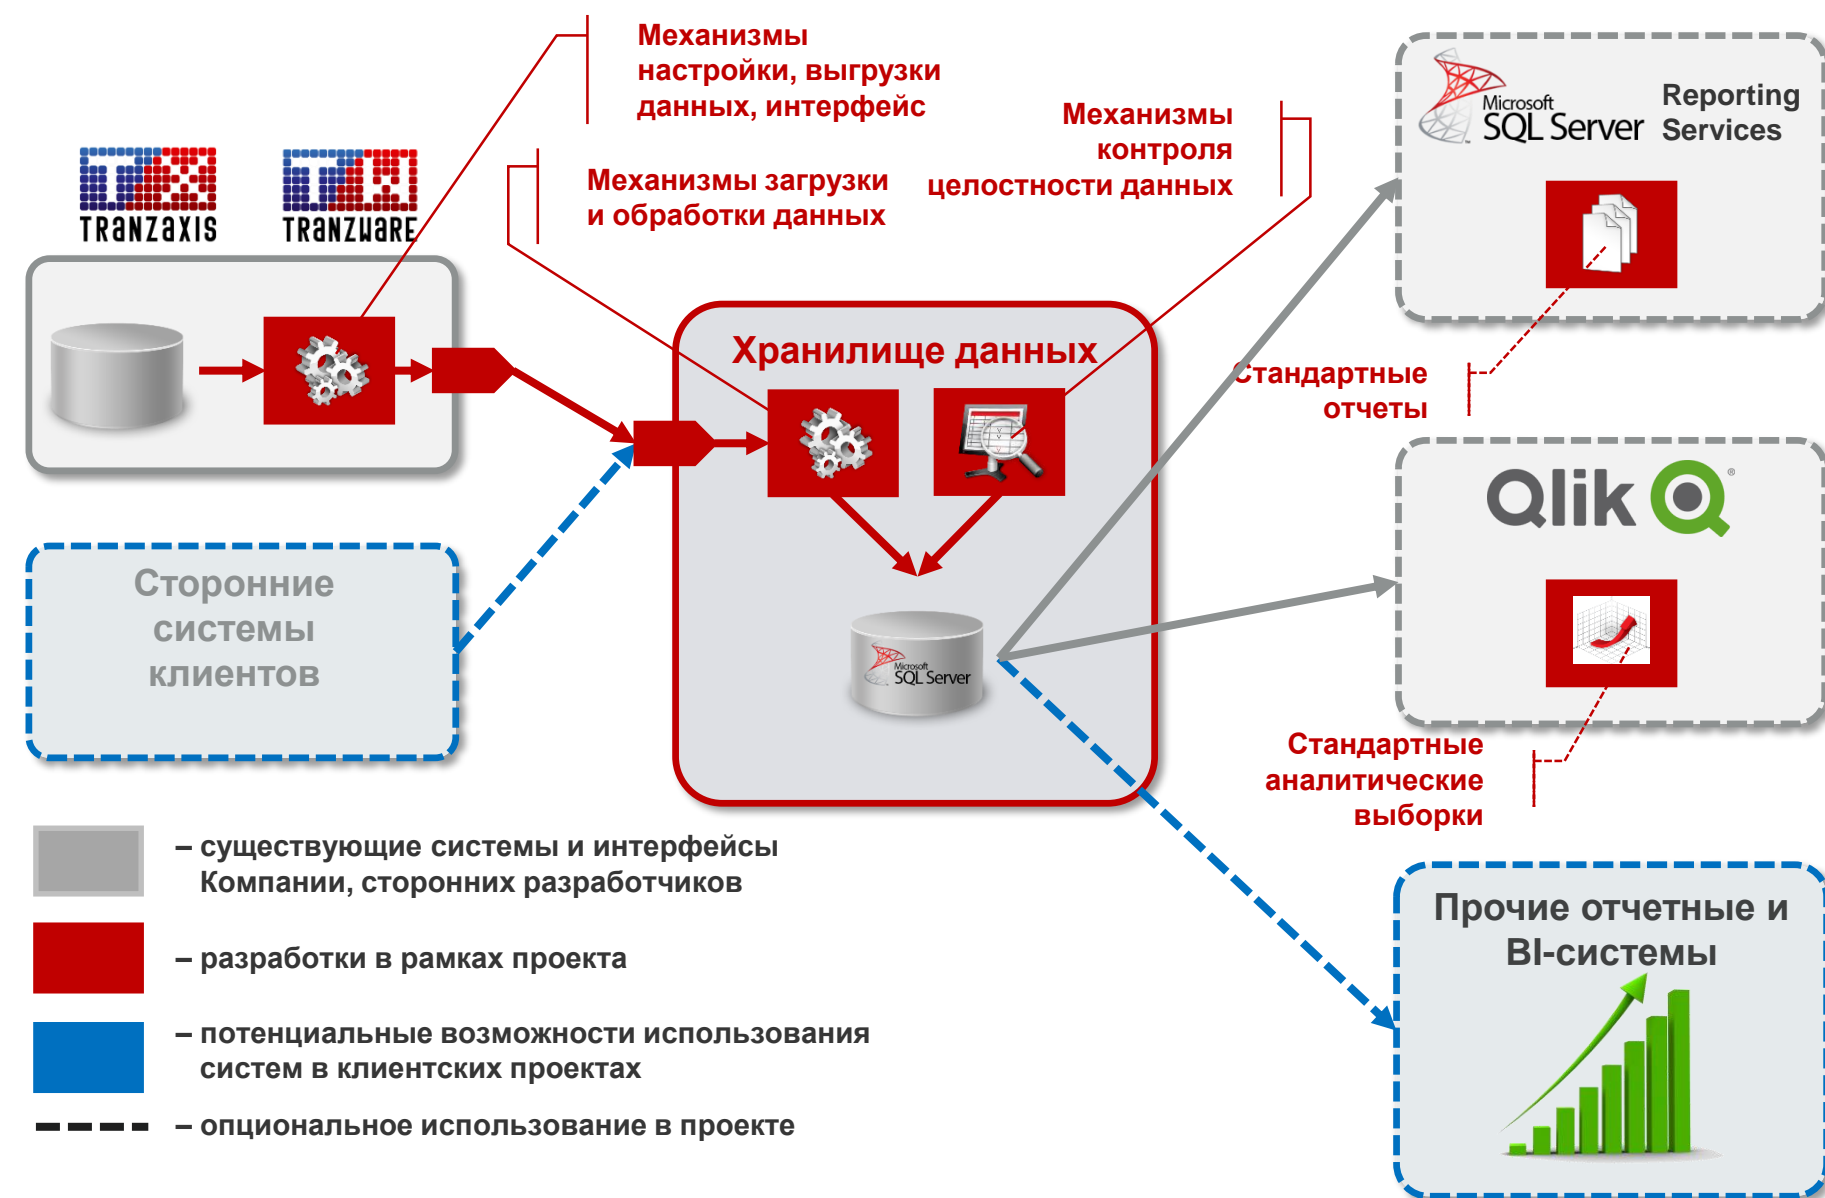 Механизмы
настройки, выгрузки
данных, интерфейс
Механизмы загрузки
и обработки данных
Механизмы
контроля
целостности данных
Microsoft
SQL Server
Reporting
Services
TRANZAXIS
TRANZWARE
Хранилище данных
Стандартные
отчеты
Qlik
Сторонние
системы
клиентов
Microsoft
SQL Server
Стандартные
аналитические
выборки
– существующие системы и интерфейсы
Компании, сторонних разработчиков
– разработки в рамках проекта
– потенциальные возможности использования
систем в клиентских проектах
– опциональное использование в проекте
Прочие отчетные и
BI-системы